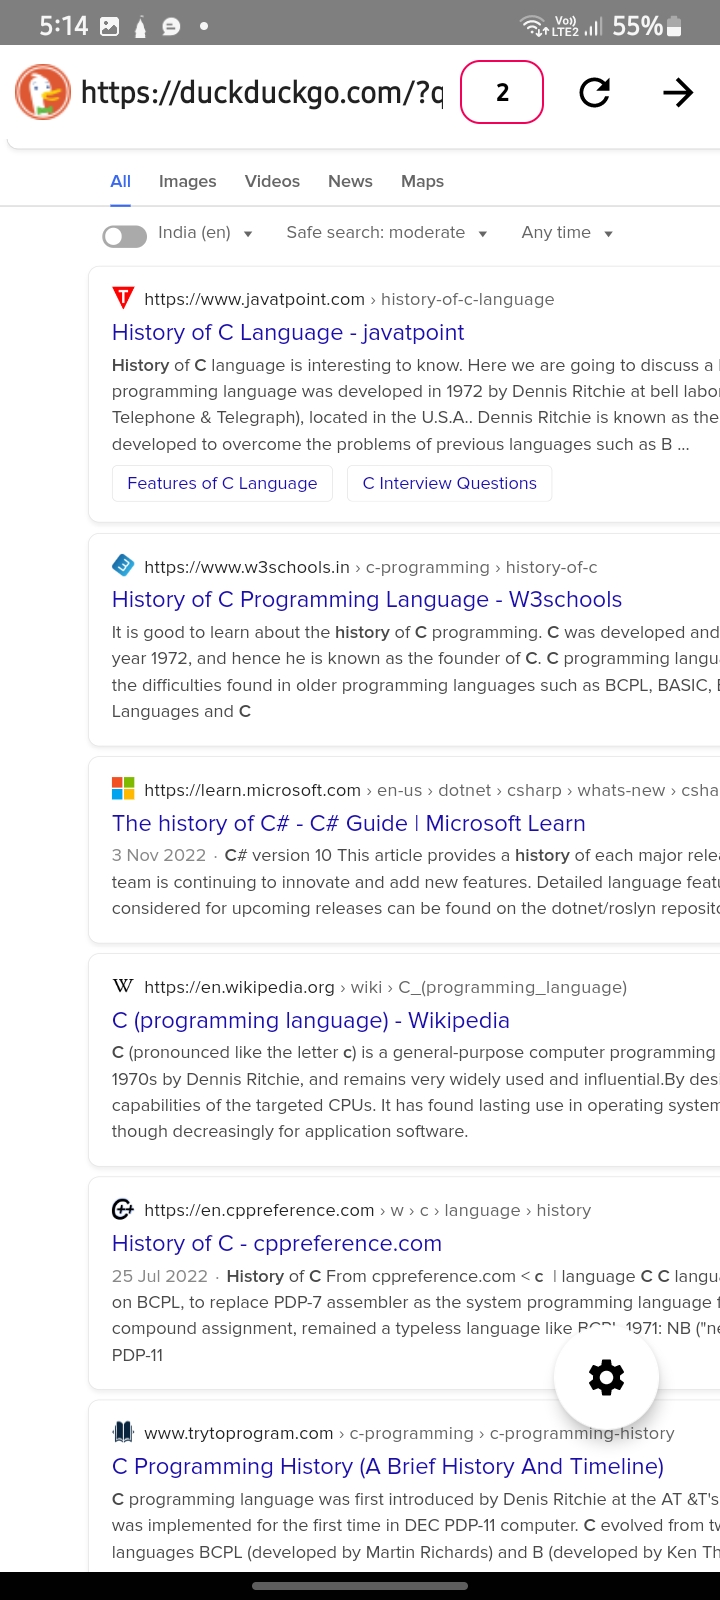 5:14
Vo)) LTE2 55%
https://duckduckgo.com/?q
2
All Images Videos News Maps
India (en) Safe search: moderate Any time
https://www.javatpoint.com › history-of-c-language
History of C Language - javatpoint
History of C language is interesting to know. Here we are going to discuss a
programming language was developed in 1972 by Dennis Ritchie at bell labo
Telephone & Telegraph), located in the U.S.A.. Dennis Ritchie is known as the
developed to overcome the problems of previous languages such as B ...
Features of C Language C Interview Questions
https://www.w3schools.in › c-programming › history-of-c
History of C Programming Language - W3schools
It is good to learn about the history of C programming. C was developed and
year 1972, and hence he is known as the founder of C. C programming langu
the difficulties found in older programming languages such as BCPL, BASIC,
Languages and C
https://learn.microsoft.com › en-us › dotnet › csharp › whats-new › csha
The history of C# - C# Guide | Microsoft Learn
3 Nov 2022 · C# version 10 This article provides a history of each major rele
team is continuing to innovate and add new features. Detailed language featu
considered for upcoming releases can be found on the dotnet/roslyn reposito
W https://en.wikipedia.org › wiki › C_(programming_language)
C (programming language) - Wikipedia
C (pronounced like the letter c) is a general-purpose computer programming
1970s by Dennis Ritchie, and remains very widely used and influential.By desi
capabilities of the targeted CPUs. It has found lasting use in operating system
though decreasingly for application software.
https://en.cppreference.com › w › c › language › history
History of C - cppreference.com
25 Jul 2022 · History of C From cppreference.com < c | language C C langu
on BCPL, to replace PDP-7 assembler as the system programming language f
compound assignment, remained a typeless language like BCPL 1971: NB ("ne
PDP-11
www.trytoprogram.com › c-programming › c-programming-history
C Programming History (A Brief History And Timeline)
C programming language was first introduced by Denis Ritchie at the AT &T's
was implemented for the first time in DEC PDP-11 computer. C evolved from tw
languages BCPL (developed by Martin Richards) and B (developed by Ken Th